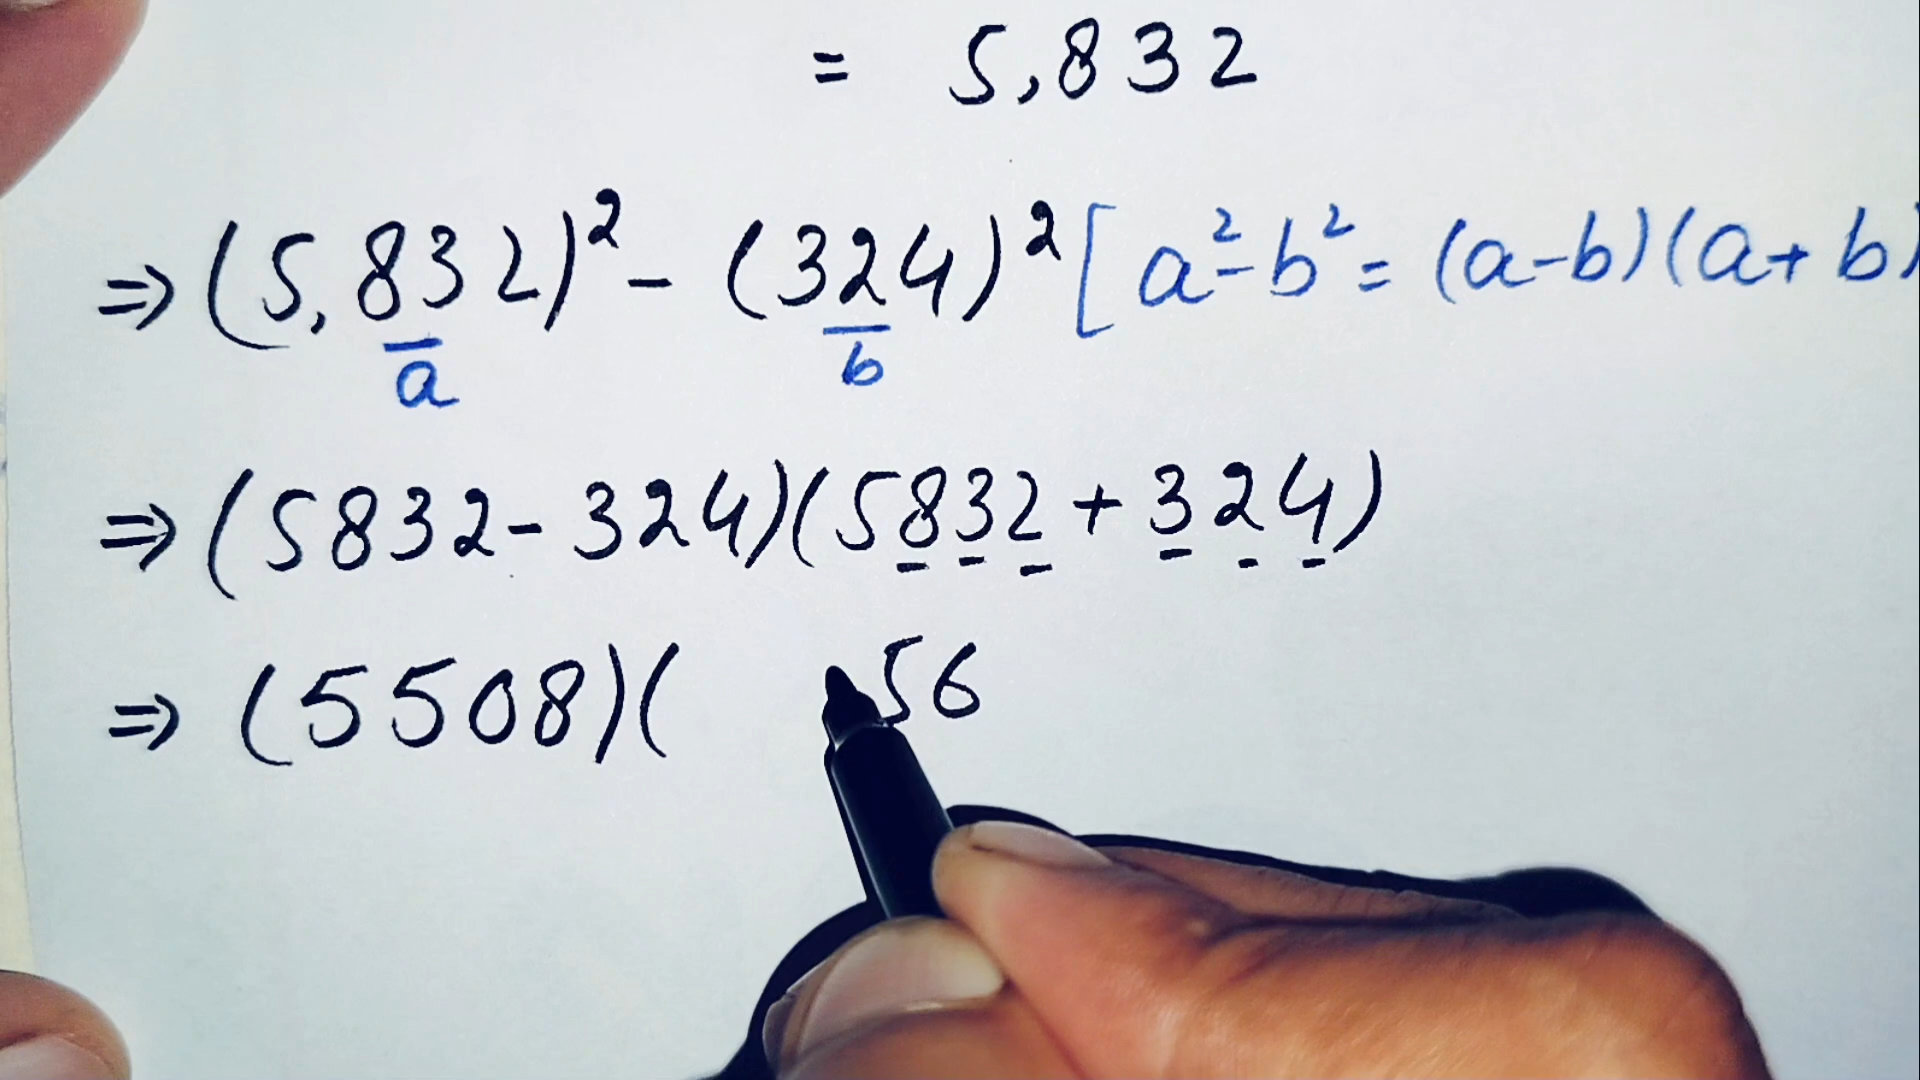 = 5,832
⇒ (5,832)² - (324)² [a²-b² = (a-b)(a+b)
a b
⇒ (5832-324)(5832+324)
⇒ (5508)( 56